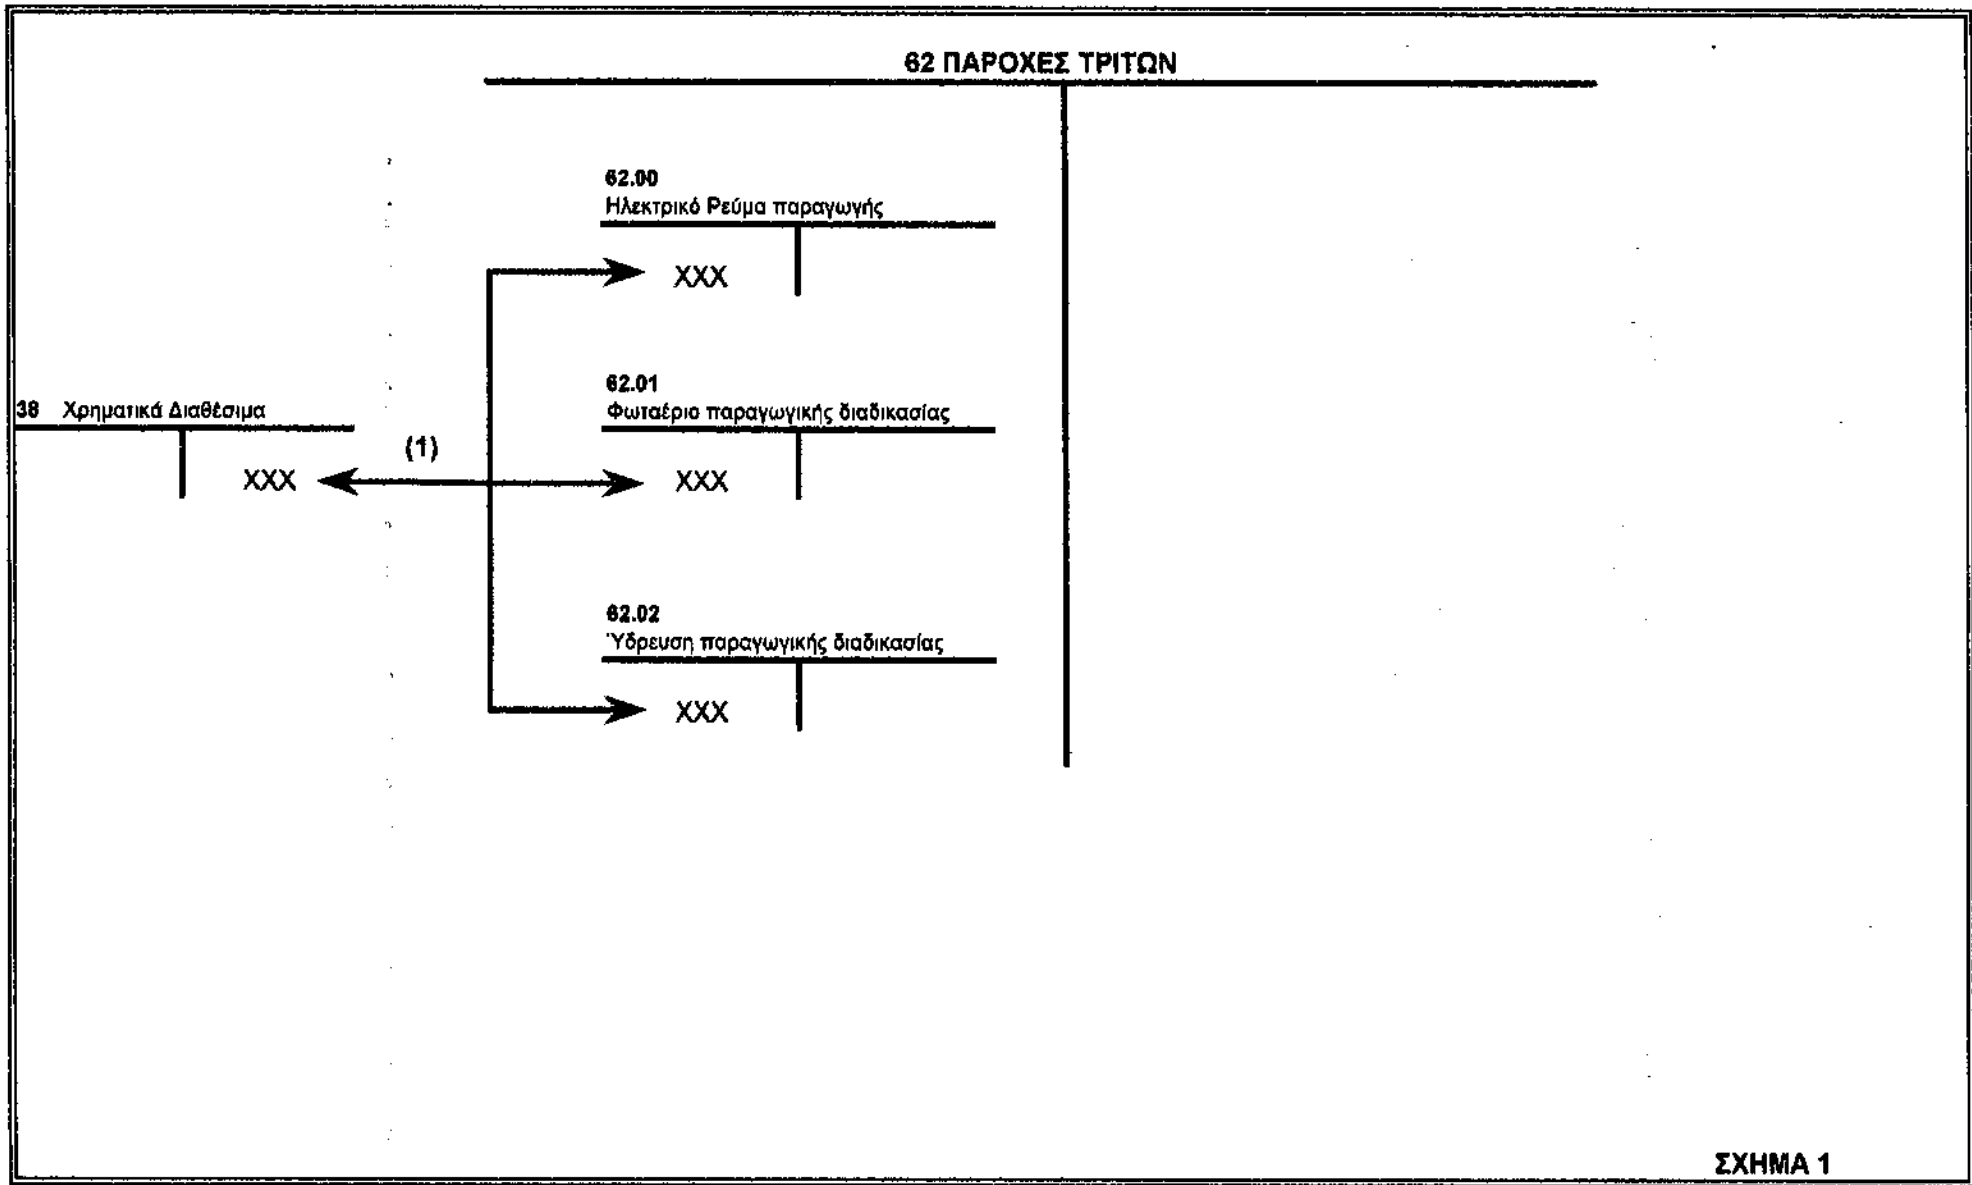 62 ΠΑΡΟΧΕΣ ΤΡΙΤΩΝ
62.00
Ηλεκτρικό Ρεύμα παραγωγής
XXX
62.01
Φωταέριο παραγωγικής διαδικασίας
38 Χρηματικά Διαθέσιμα
(1)
XXX
XXX
62.02
Ύδρευση παραγωγικής διαδικασίας
XXX
ΣΧΗΜΑ 1